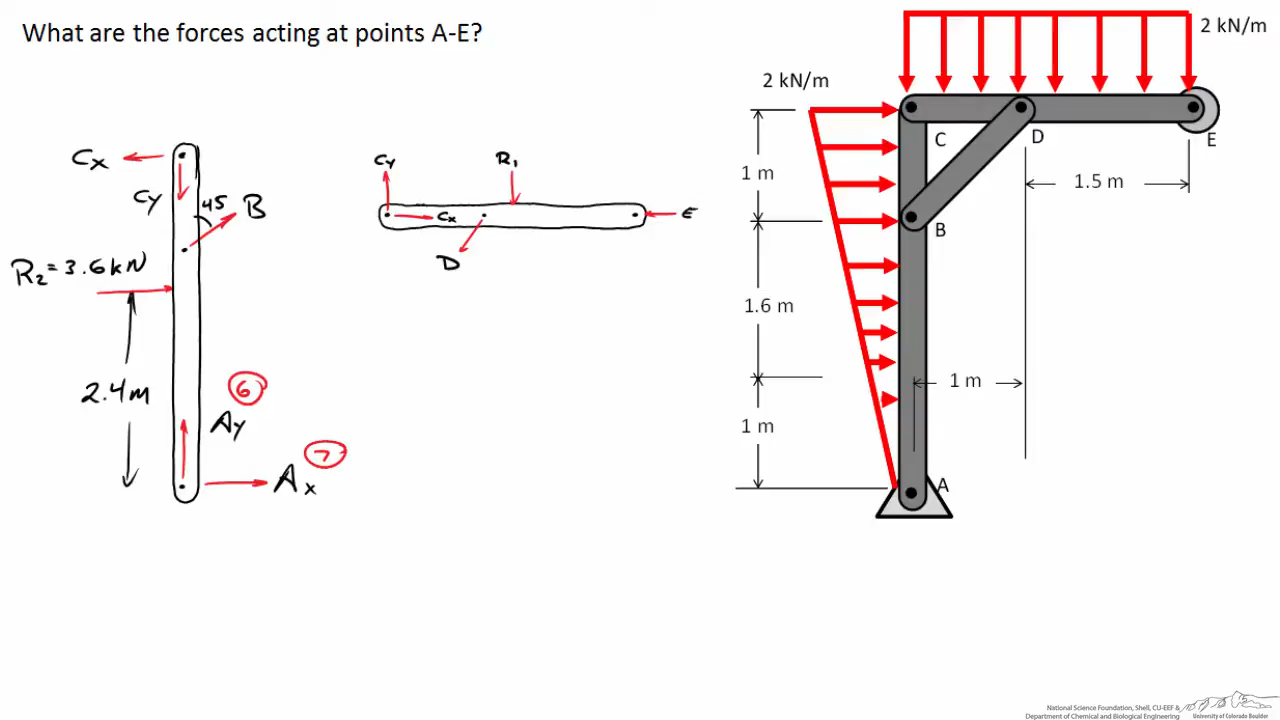 What are the forces acting at points A-E?
2 kN/m
2 kN/m
Cx
Cy
45
B
R₂=3.6kN
2.4m
Ay
6
Ax
7
Cy
R₁
Cx
E
D
C
D
E
1 m
1.5 m
B
1.6 m
1 m
1 m
A
National Science Foundation, Shell, CU-EEF &
Department of Chemical and Biological Engineering
University of Colorado Boulder